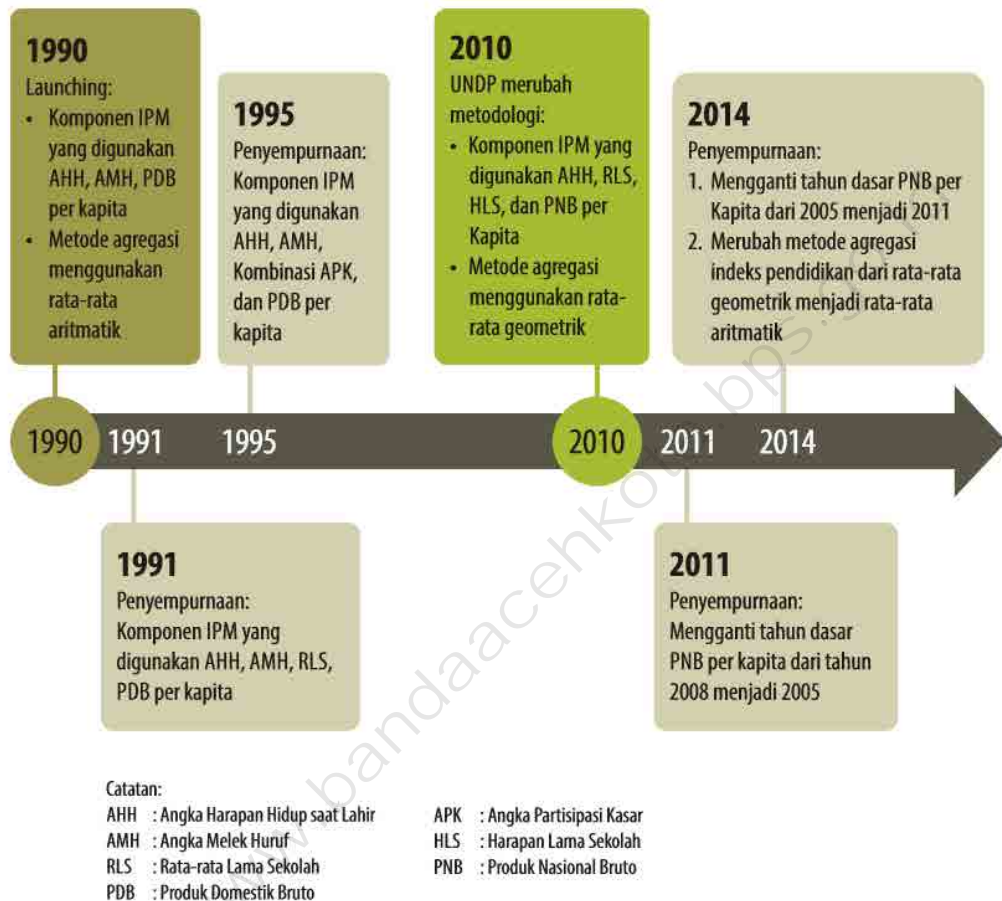 1990
Launching:
• Komponen IPM
yang digunakan
AHH, AMH, PDB
per kapita
• Metode agregasi
menggunakan
rata-rata
aritmatik
1995
Penyempurnaan:
Komponen IPM
yang digunakan
AHH, AMH,
Kombinasi APK,
dan PDB per
kapita
2010
UNDP merubah
metodologi:
• Komponen IPM yang
digunakan AHH, RLS,
HLS, dan PNB per
Kapita
• Metode agregasi
menggunakan rata-
rata geometrik
2014
Penyempurnaan:
1. Mengganti tahun dasar PNB per
Kapita dari 2005 menjadi 2011
2. Merubah metode agregasi
indeks pendidikan dari rata-rata
geometrik menjadi rata-rata
aritmatik
1990 1991 1995 2010 2011 2014
1991
Penyempurnaan:
Komponen IPM yang
digunakan AHH, AMH, RLS,
PDB per kapita
2011
Penyempurnaan:
Mengganti tahun dasar
PNB per kapita dari tahun
2008 menjadi 2005
Catatan:
AHH : Angka Harapan Hidup saat Lahir
AMH : Angka Melek Huruf
RLS : Rata-rata Lama Sekolah
PDB : Produk Domestik Bruto
APK : Angka Partisipasi Kasar
HLS : Harapan Lama Sekolah
PNB : Produk Nasional Bruto